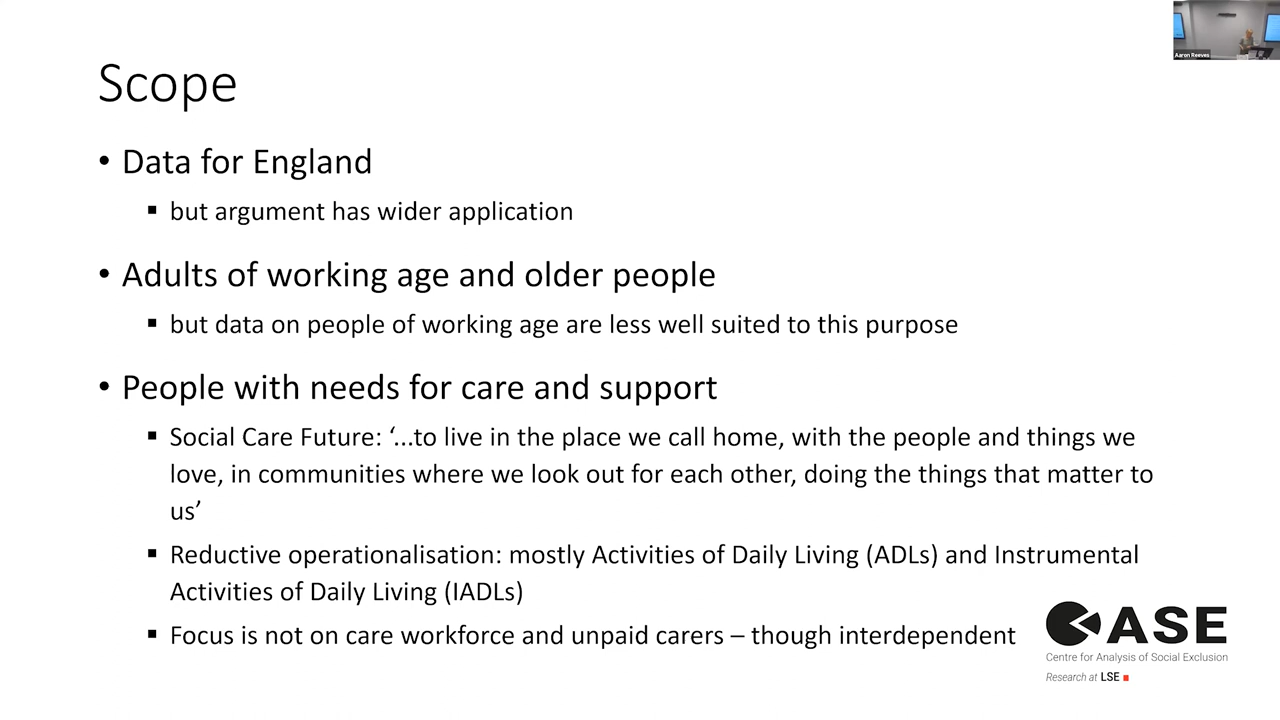 Aaron Reeves
Scope
• Data for England
▪ but argument has wider application
• Adults of working age and older people
▪ but data on people of working age are less well suited to this purpose
• People with needs for care and support
▪ Social Care Future: ‘...to live in the place we call home, with the people and things we
love, in communities where we look out for each other, doing the things that matter to
us’
▪ Reductive operationalisation: mostly Activities of Daily Living (ADLs) and Instrumental
Activities of Daily Living (IADLs)
▪ Focus is not on care workforce and unpaid carers – though interdependent
CASE
Centre for Analysis of Social Exclusion
Research at LSE